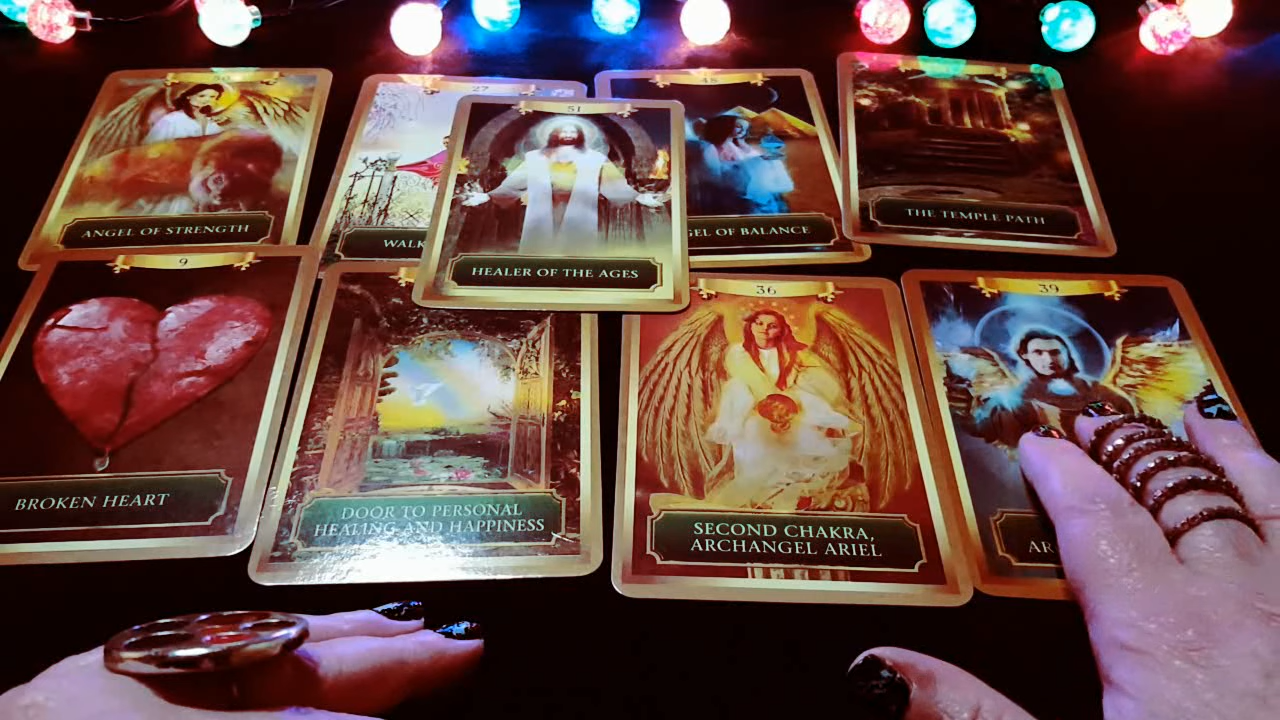 30
ANGEL OF STRENGTH
27
WALK
51
HEALER OF THE AGES
48
GEL OF BALANCE
THE TEMPLE PATH
9
BROKEN HEART
DOOR TO PERSONAL
HEALING AND HAPPINESS
36
SECOND CHAKRA,
ARCHANGEL ARIEL
39
AR